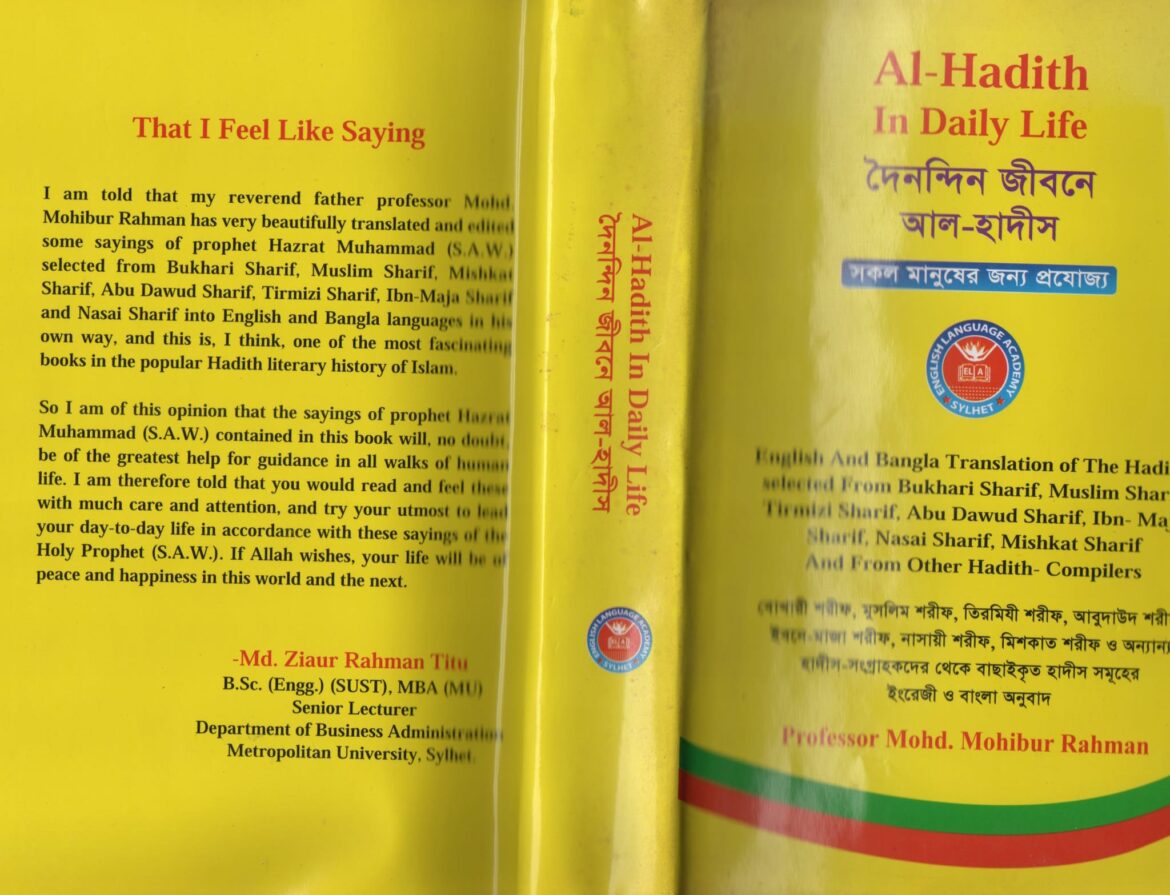 That I Feel Like Saying
I am told that my reverend father professor Mohd.
Mohibur Rahman has very beautifully translated and edited
some sayings of prophet Hazrat Muhammad (S.A.W.)
selected from Bukhari Sharif, Muslim Sharif, Mishkat
Sharif, Abu Dawud Sharif, Tirmizi Sharif, Ibn-Maja Sharif
and Nasai Sharif into English and Bangla languages in his
own way, and this is, I think, one of the most fascinating
books in the popular Hadith literary history of Islam.
So I am of this opinion that the sayings of prophet Hazrat
Muhammad (S.A.W.) contained in this book will, no doubt,
be of the greatest help for guidance in all walks of human
life. I am therefore told that you would read and feel these
with much care and attention, and try your utmost to lead
your day-to-day life in accordance with these sayings of the
Holy Prophet (S.A.W.). If Allah wishes, your life will be of
peace and happiness in this world and the next.
-Md. Ziaur Rahman Titu
B.Sc. (Engg.) (SUST), MBA (MU)
Senior Lecturer
Department of Business Administration
Metropolitan University, Sylhet.
Al-Hadith In Daily Life
দৈনন্দিন জীবনে আল-হাদীস
ENGLISH LANGUAGE ACADEMY
ELA
SYLHET
Al-Hadith
In Daily Life
দৈনন্দিন জীবনে
আল-হাদীস
সকল মানুষের জন্য প্রযোজ্য
ENGLISH LANGUAGE ACADEMY
ELA
SYLHET
English And Bangla Translation of The Hadi
selected From Bukhari Sharif, Muslim Shar
Tirmizi Sharif, Abu Dawud Sharif, Ibn- Maj
Sharif, Nasai Sharif, Mishkat Sharif
And From Other Hadith- Compilers
বোখারী শরীফ, মুসলিম শরীফ, তিরমিযী শরীফ, আবুদাউদ শরী
ইবনে-মাজা শরীফ, নাসায়ী শরীফ, মিশকাত শরীফ ও অন্যান্য
হাদীস-সংগ্রাহকদের থেকে বাছাইকৃত হাদীস সমূহের
ইংরেজী ও বাংলা অনুবাদ
Professor Mohd. Mohibur Rahman